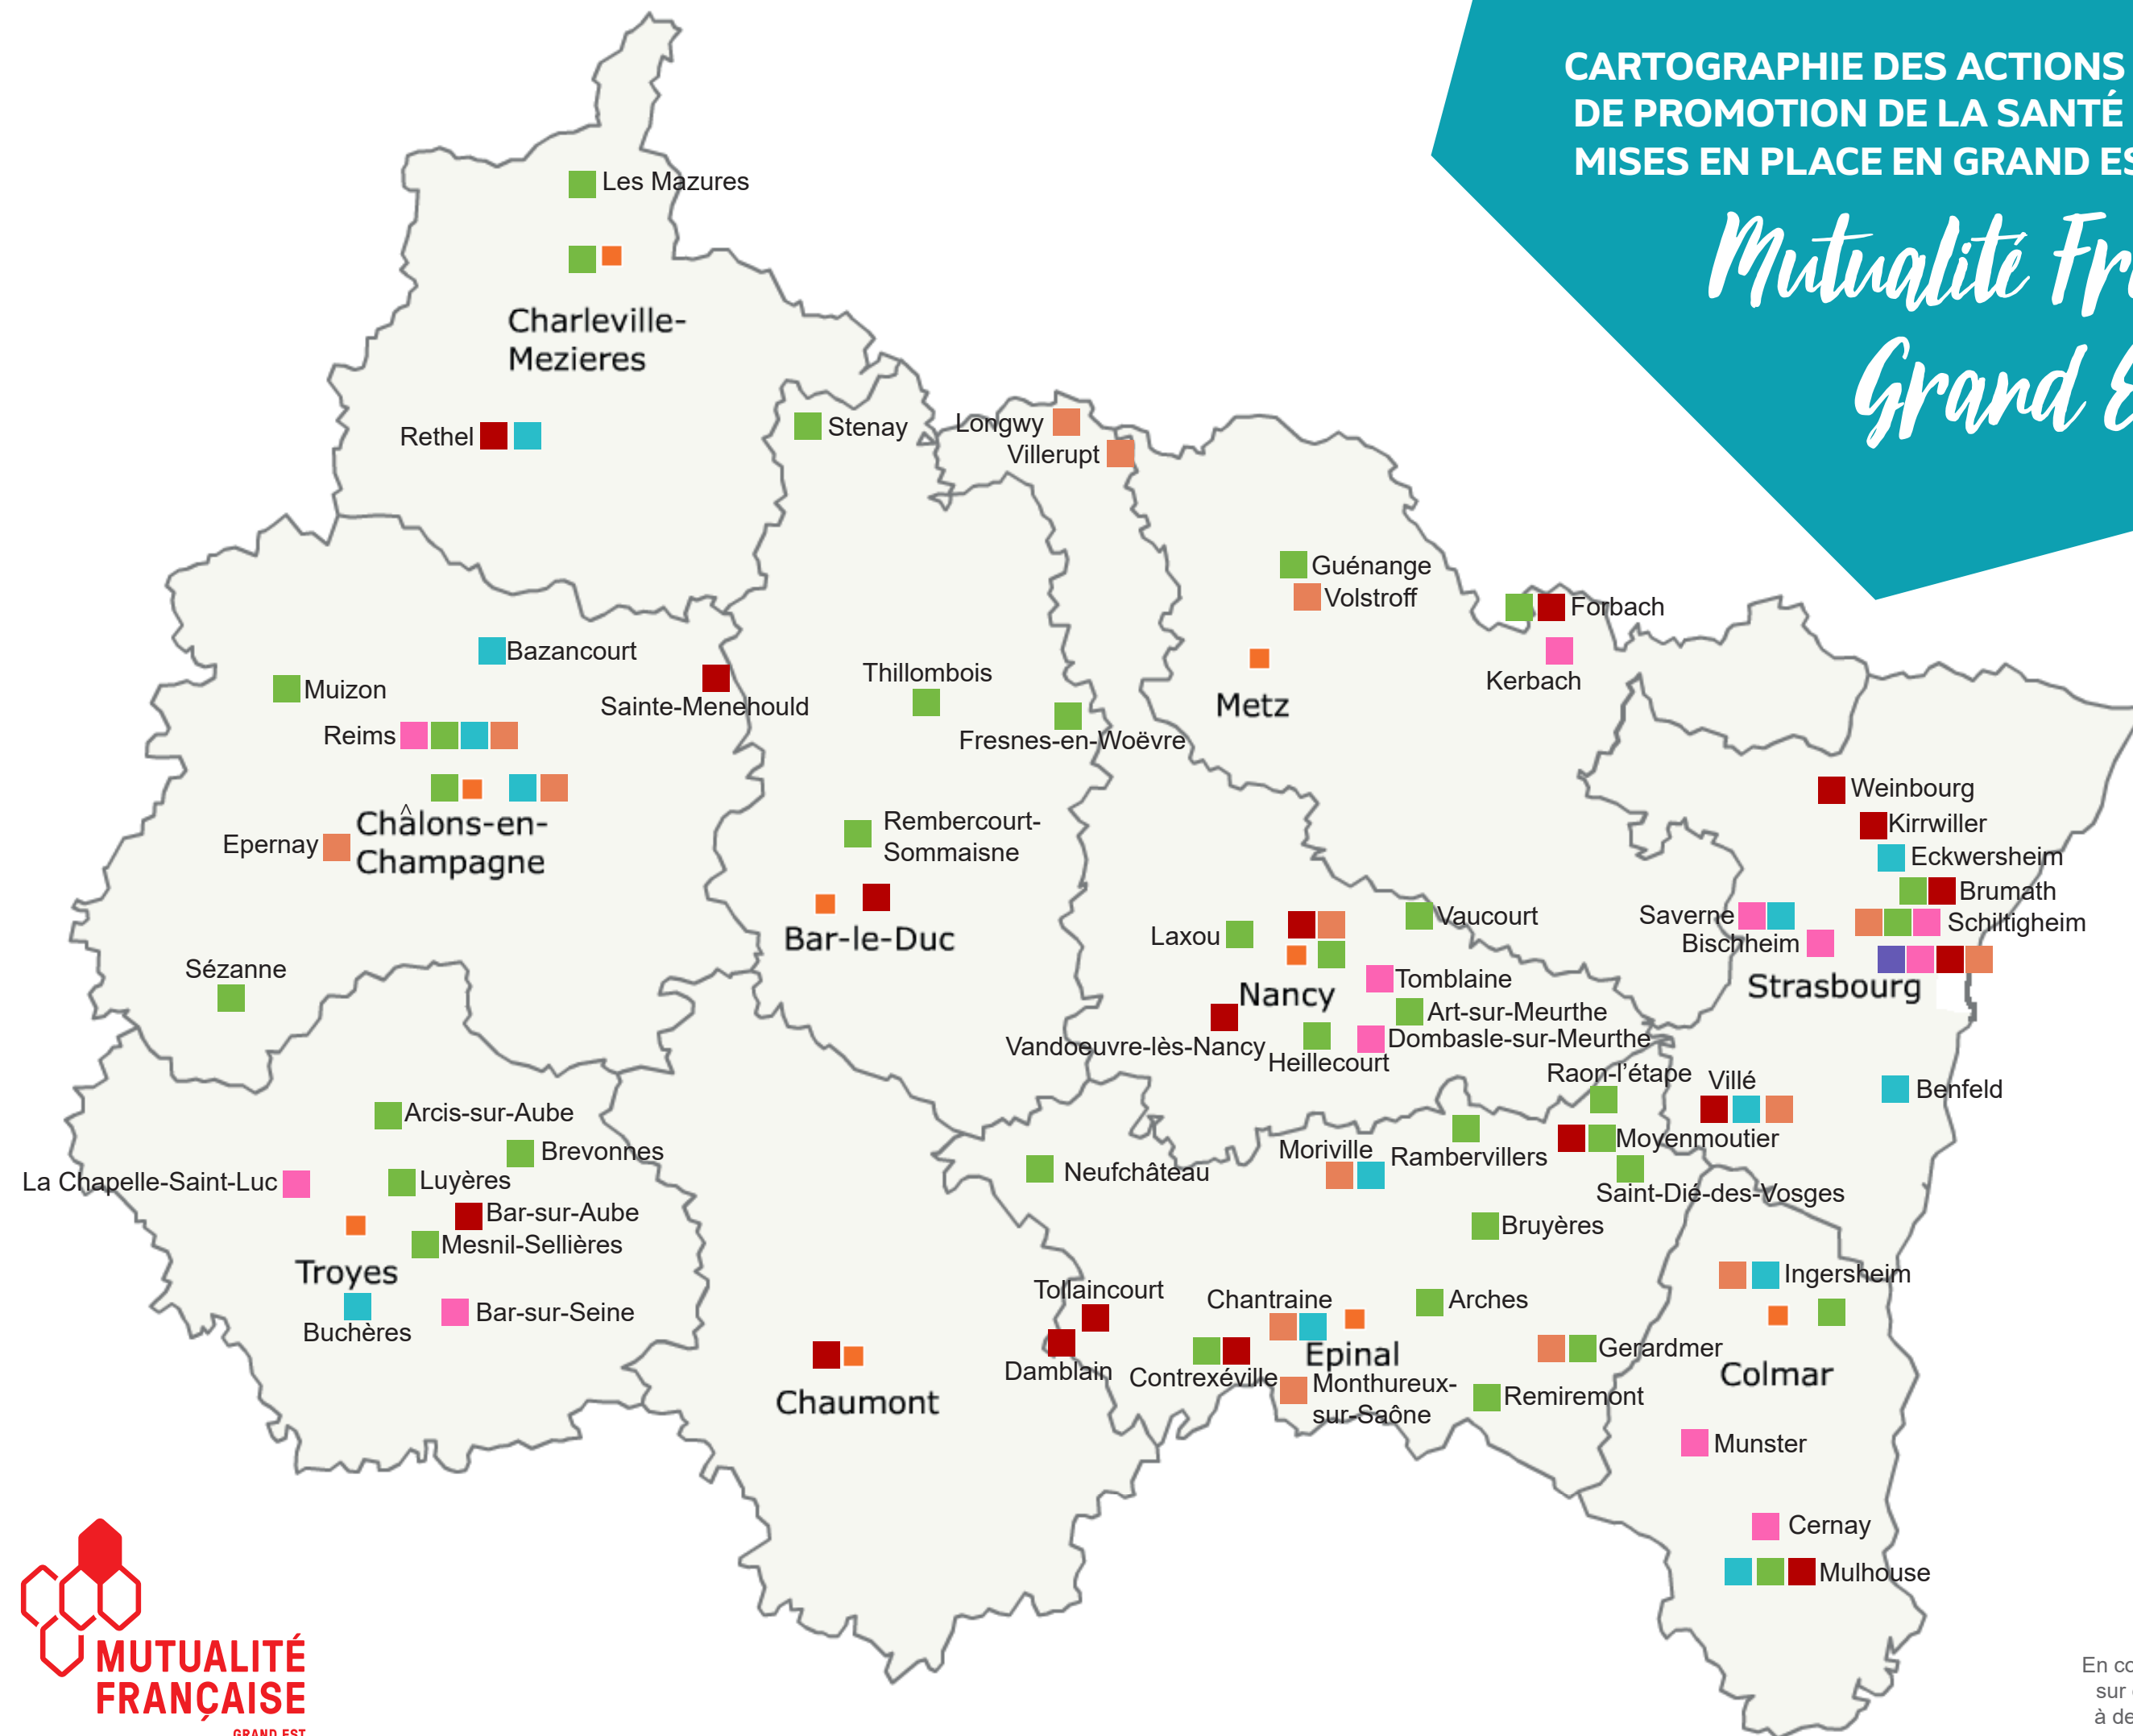 CARTOGRAPHIE DES ACTIONS
DE PROMOTION DE LA SANTÉ
MISES EN PLACE EN GRAND
Mutualité
Grand
Les Mazures
Charleville-
Mezieres
Rethel
Stenay
Longwy
Villerupt
Guénange
Volstroff
Forbach
Kerbach
Metz
Bazancourt
Muizon
Sainte-Menehould
Thillombois
Reims
Fresnes-en-Woëvre
Châlons-en-
Champagne
Epernay
Rembercourt-
Sommaisne
Bar-le-Duc
Sézanne
Weinbourg
Kirrwiller
Eckwersheim
Brumath
Saverne
Schiltigheim
Bischheim
Strasbourg
Vaucourt
Laxou
Tomblaine
Nancy
Art-sur-Meurthe
Dombasle-sur-Meurthe
Vandoeuvre-lès-Nancy
Heillecourt
Raon-l’étape
Villé
Benfeld
Arcis-sur-Aube
Brevonnes
La Chapelle-Saint-Luc
Luyères
Bar-sur-Aube
Mesnil-Sellières
Troyes
Buchères
Bar-sur-Seine
Neufchâteau
Moriville
Rambervillers
Moyenmoutier
Saint-Dié-des-Vosges
Bruyères
Tollaincourt
Damblain
Chantraine
Contrexéville
Epinal
Arches
Monthureux-
sur-Saône
Gerardmer
Remiremont
Chaumont
Ingersheim
Colmar
Munster
Cernay
Mulhouse
MUTUALITÉ
FRANÇAISE
GRAND EST
En
sur
à